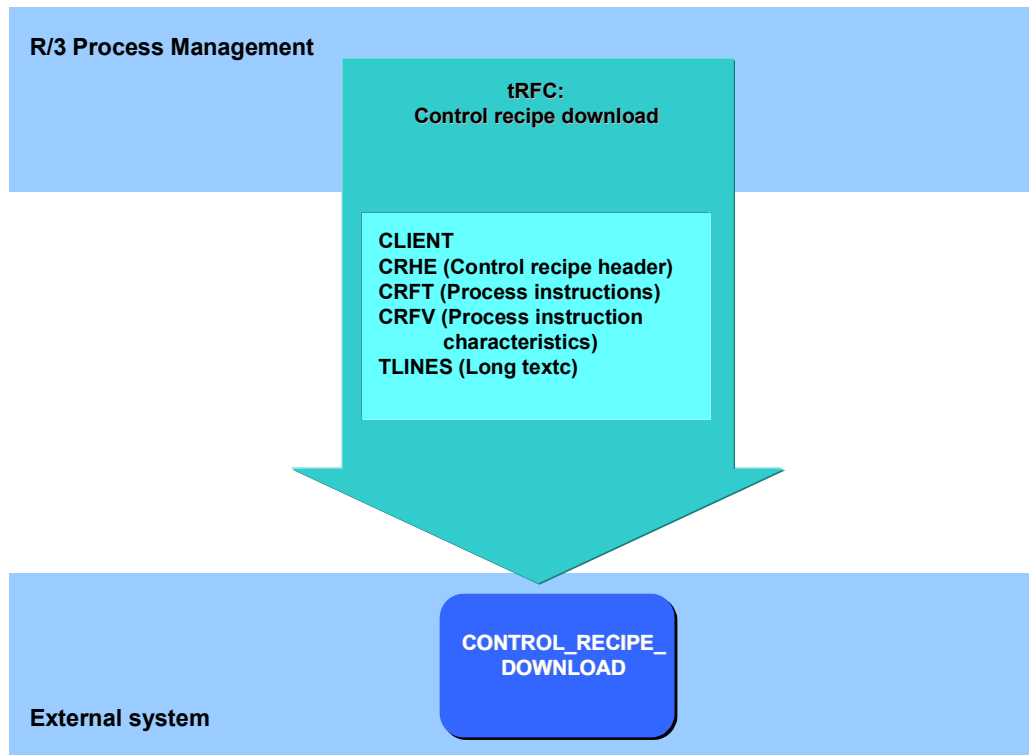 R/3 Process Management
tRFC:
Control recipe download
CLIENT
CRHE (Control recipe header)
CRFT (Process instructions)
CRFV (Process instruction
characteristics)
TLINES (Long textc)
CONTROL_RECIPE_
DOWNLOAD
External system